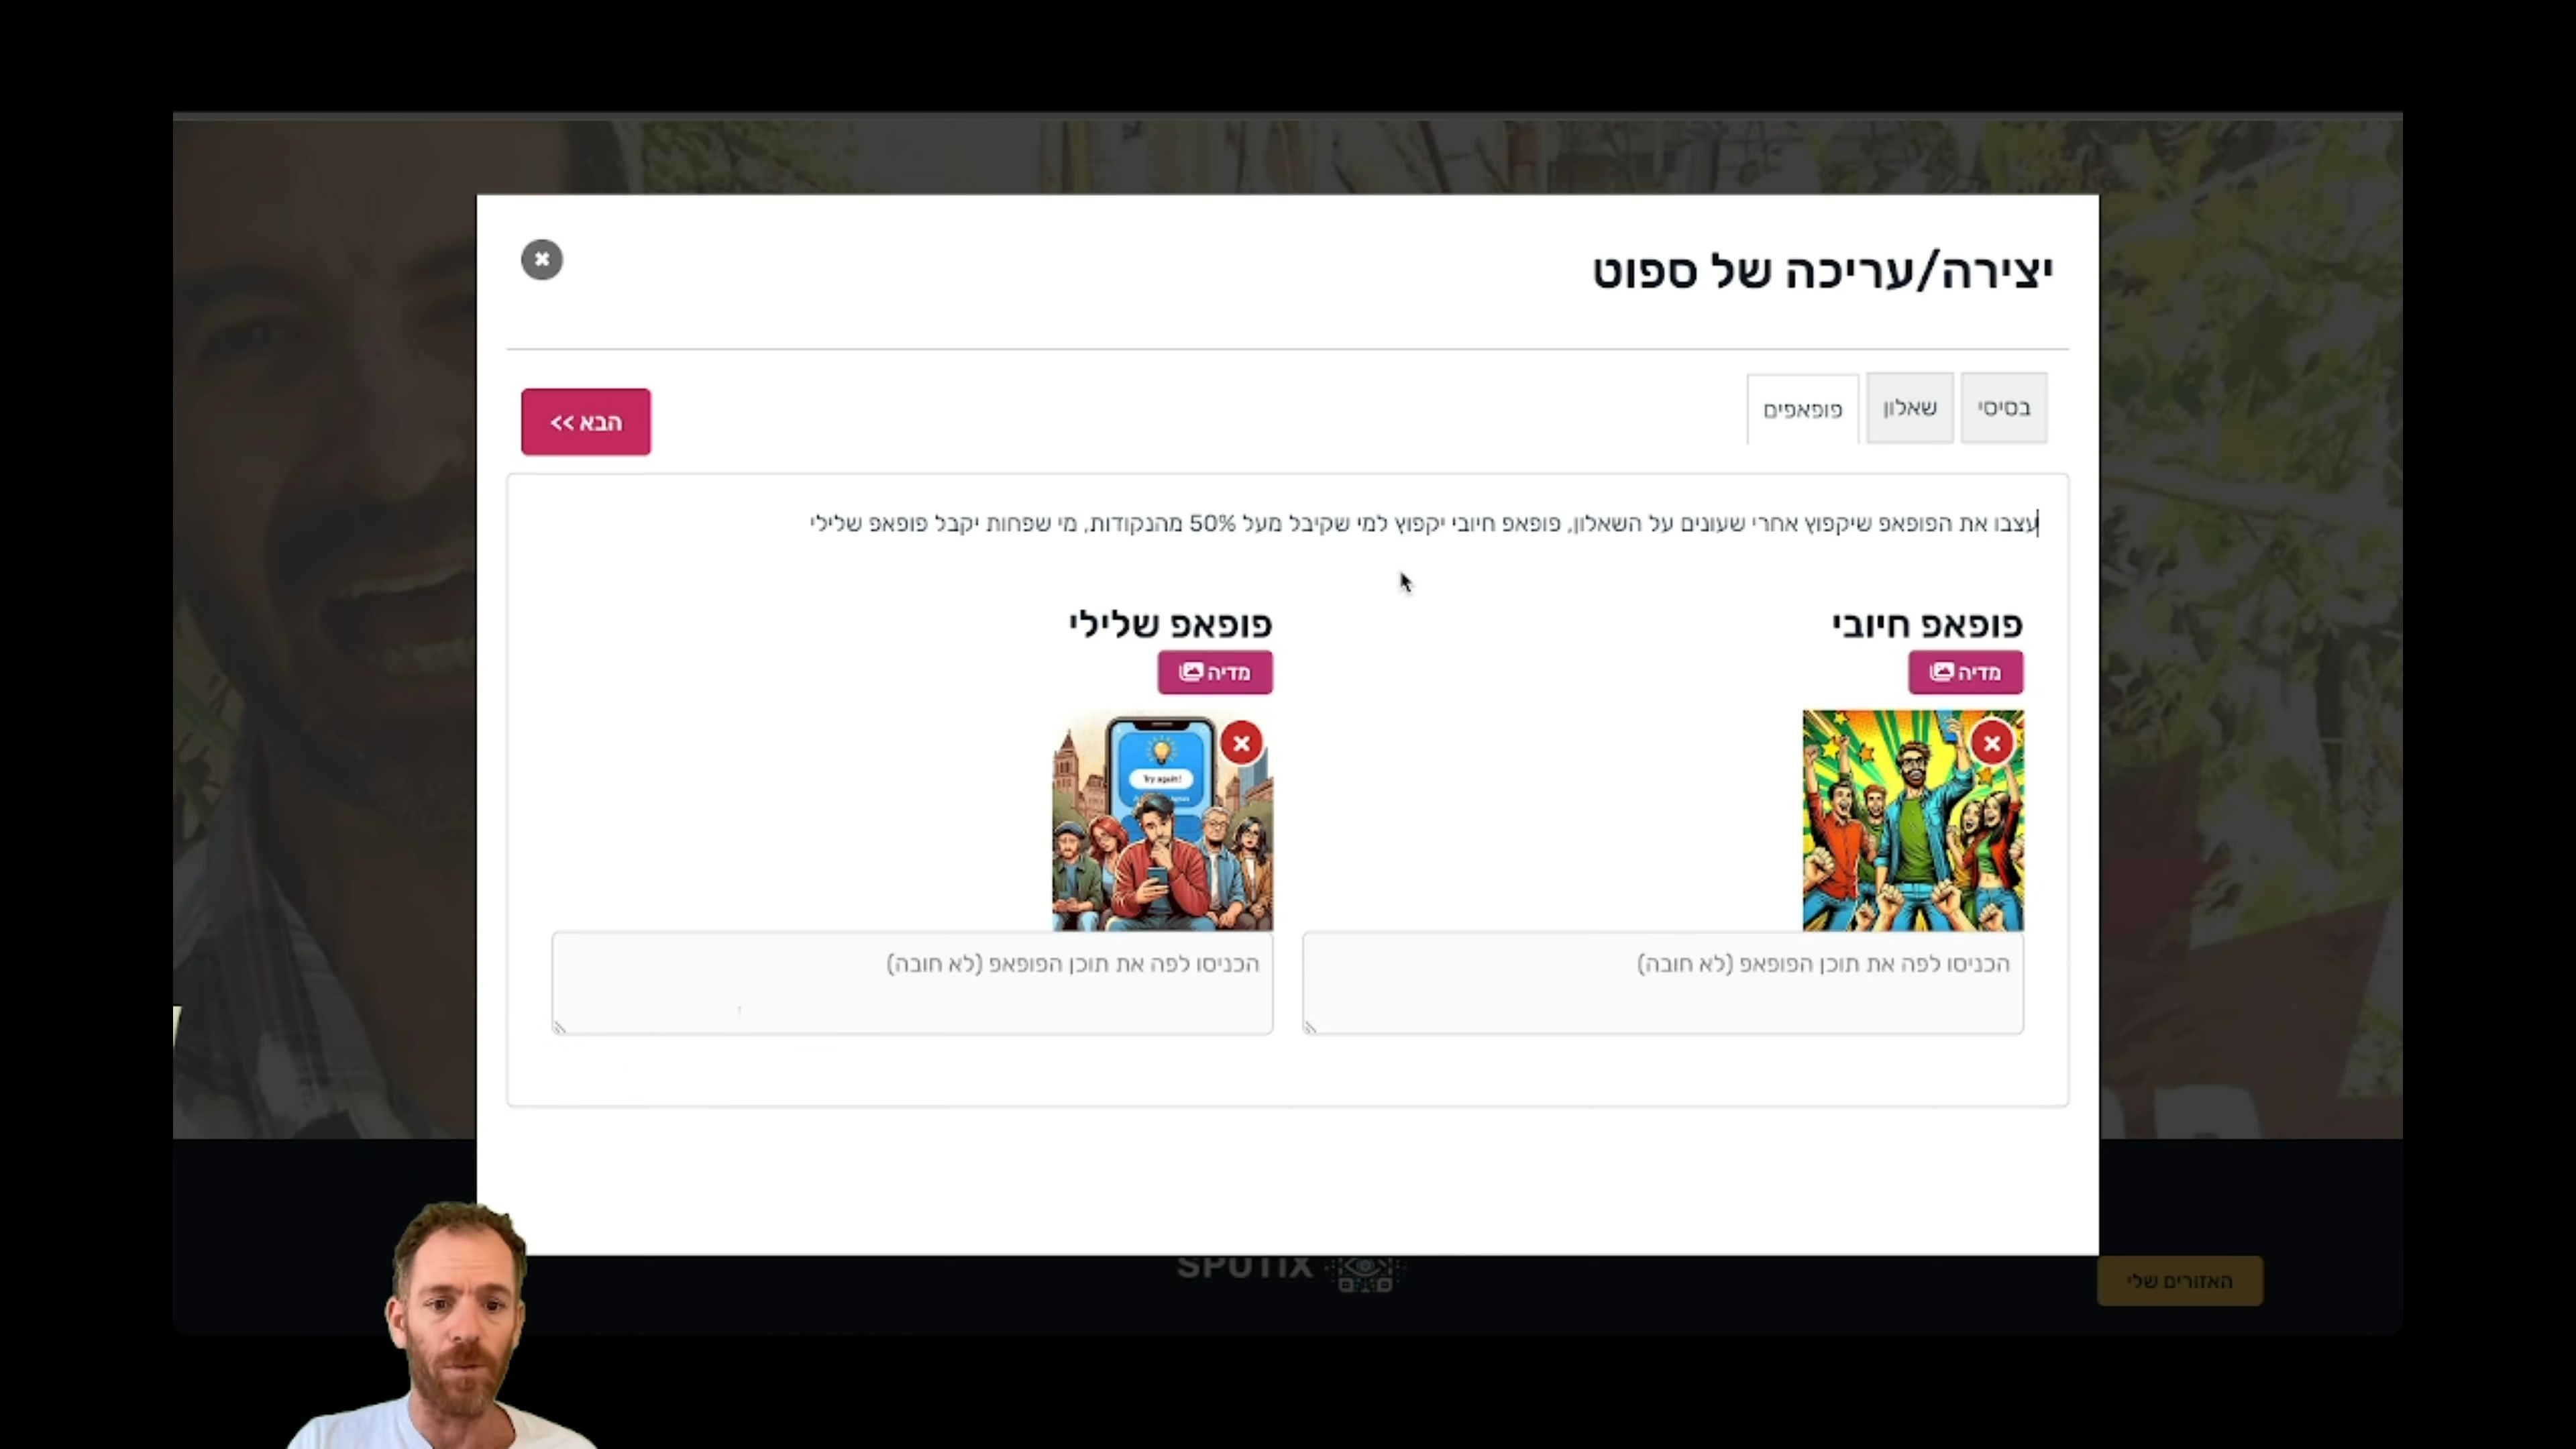 יצירה/עריכה של ספוט
בסיסי
שאלון
פופאפים
הבא >>
עצבו את הפופאפ שיקפוץ אחרי שעונים על השאלון, פופאפ חיובי יקפוץ למי שקיבל מעל 50% מהנקודות, מי שפחות יקבל פופאפ שלילי
פופאפ חיובי
מדיה
הכניסו לפה את תוכן הפופאפ (לא חובה)
פופאפ שלילי
מדיה
Try again!
הכניסו לפה את תוכן הפופאפ (לא חובה)
SPOTIX
האזורים שלי